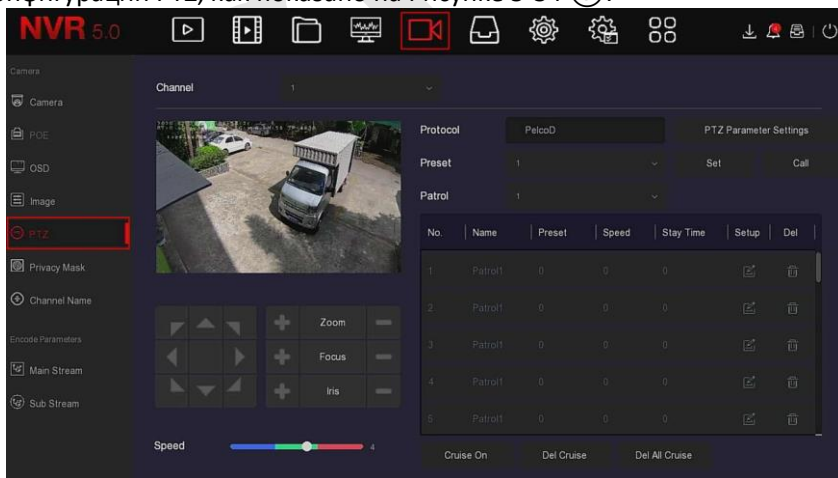 NVR 5.0
Camera
Camera
POE
OSD
Image
PTZ
Privacy Mask
Channel Name
Encode Parameters
Main Stream
Sub Stream
Channel 1
Protocol PelcoD PTZ Parameter Settings
Preset 1 Set Call
Patrol 1
No. Name Preset Speed Stay Time Setup Del
1 Patrol1 0 0 0
2 Patrol1 0 0 0
3 Patrol1 0 0 0
4 Patrol1 0 0 0
5 Patrol1 0 0 0
Zoom
Focus
Iris
Speed 4
Cruise On Del Cruise Del All Cruise